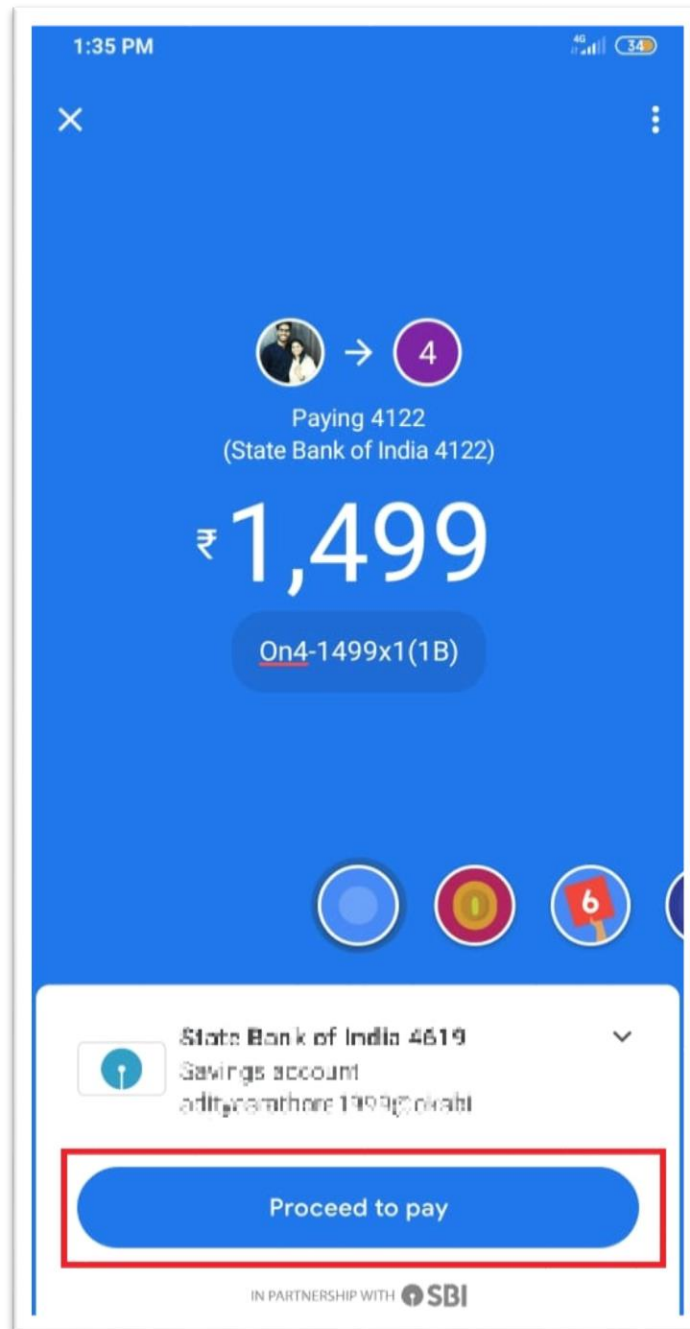 1:35 PM
4G
34
4
Paying 4122
(State Bank of India 4122)
₹1,499
On4-1499x1(1B)
6
State Bank of India 4619
Savings account
Proceed to pay
IN PARTNERSHIP WITH SBI